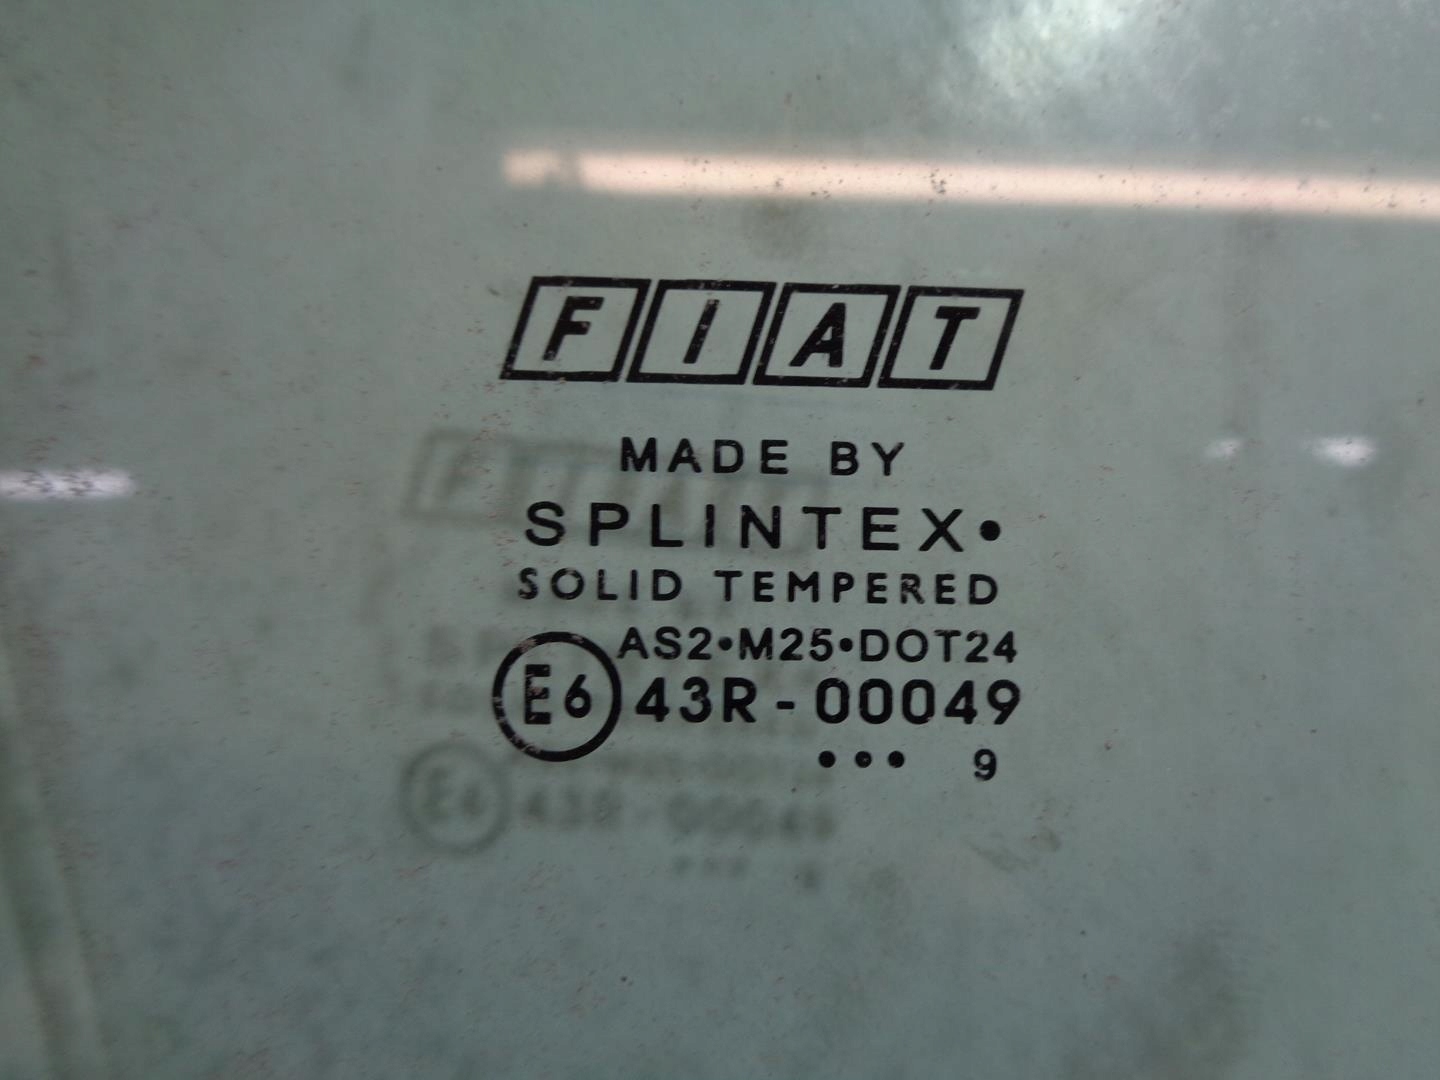 FIAT
MADE BY
SPLINTEX•
SOLID TEMPERED
AS2•M25•DOT24
E6 43R-00049
••• 9